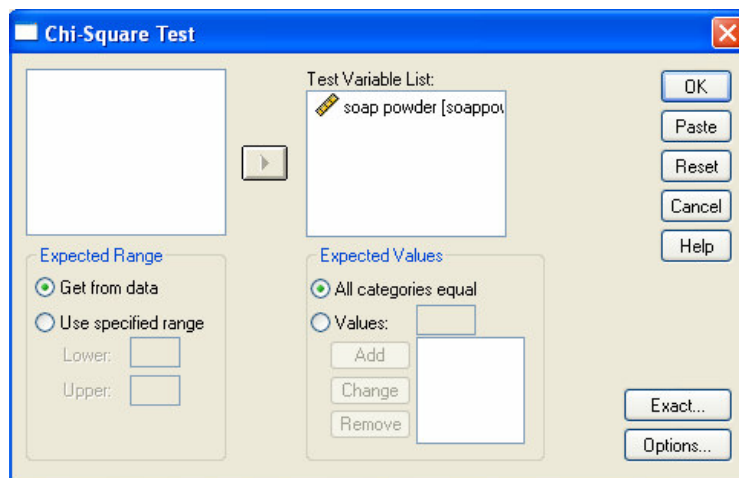 Chi-Square Test
Test Variable List:
soap powder [soappow
OK
Paste
Reset
Cancel
Help
Expected Range
Get from data
Use specified range
Lower:
Upper:
Expected Values
All categories equal
Values:
Add
Change
Remove
Exact...
Options...